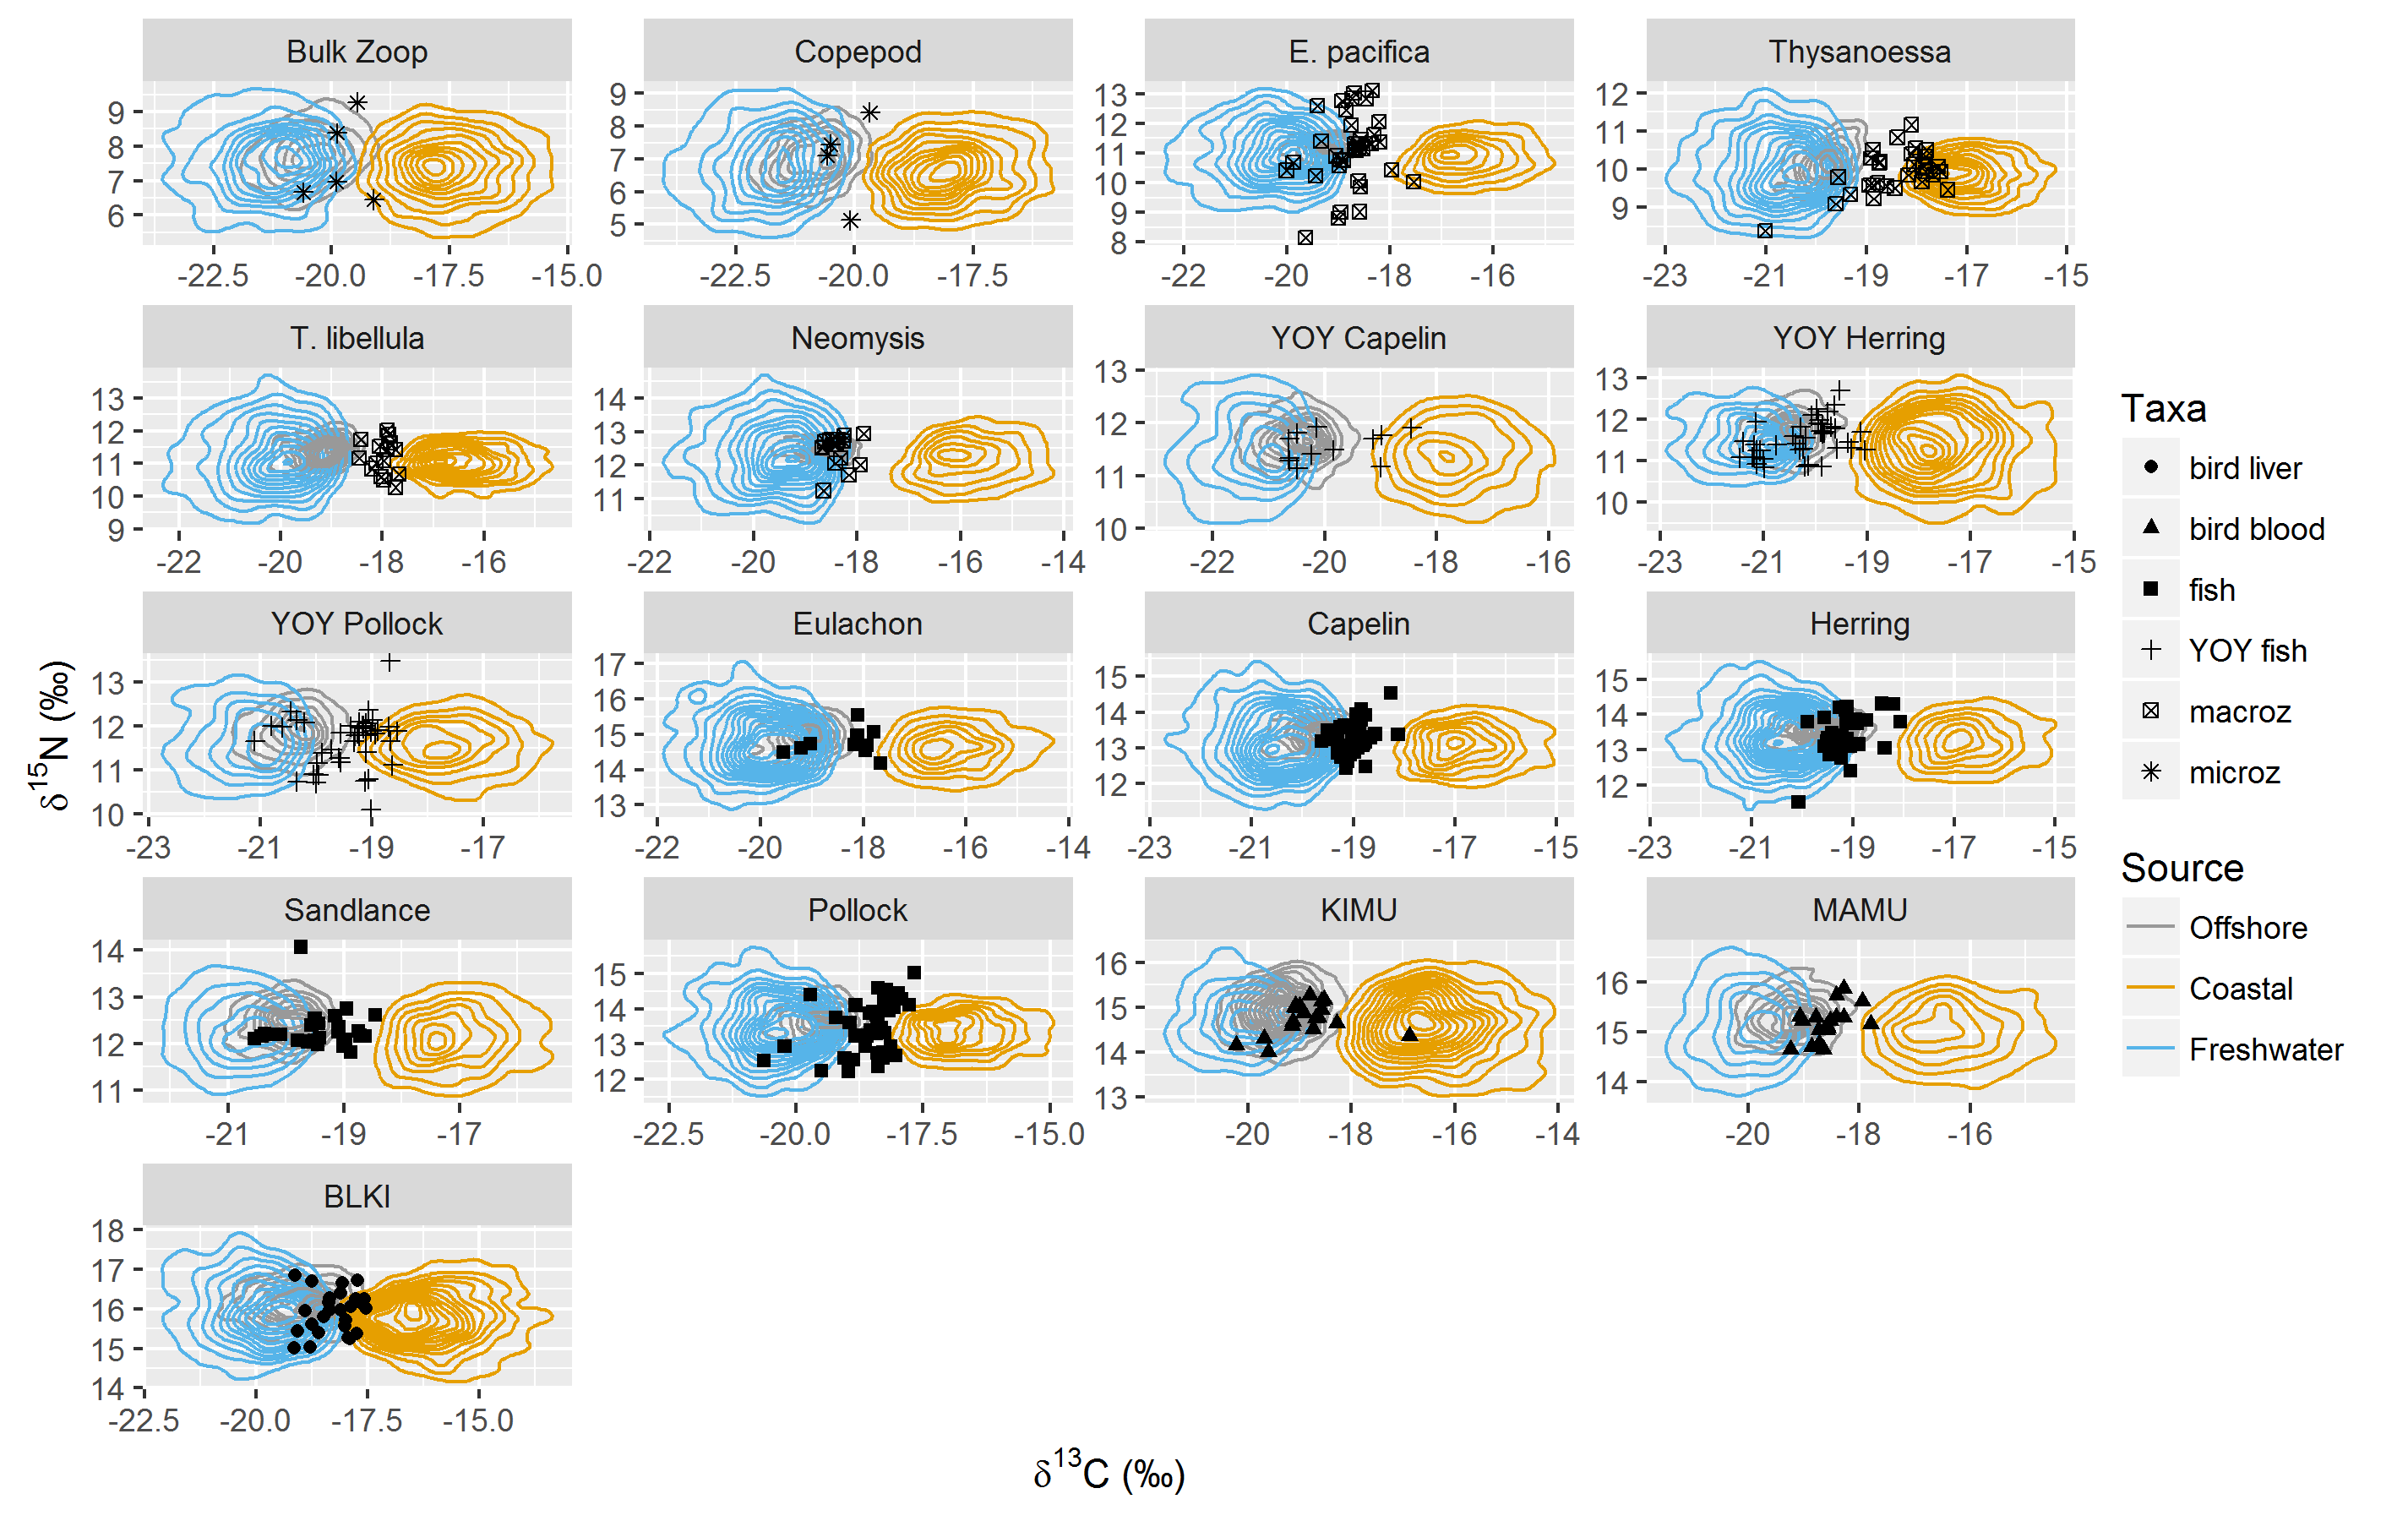 Bulk Zoop Copepod E. pacifica Thysanoessa
9 8 7 6
9 8 7 6 5
13 12 11 10 9 8
12 11 10 9
-22.5 -20.0 -17.5 -15.0
-22.5 -20.0 -17.5
-22 -20 -18 -16
-23 -21 -19 -17 -15
T. libellula Neomysis YOY Capelin YOY Herring
13 12 11 10 9
14 13 12 11
13 12 11 10
13 12 11 10
-22 -20 -18 -16
-22 -20 -18 -16 -14
-22 -20 -18 -16
-23 -21 -19 -17 -15
YOY Pollock Eulachon Capelin Herring
13 12 11 10
17 16 15 14 13
15 14 13 12
15 14 13 12
-23 -21 -19 -17
-22 -20 -18 -16 -14
-23 -21 -19 -17 -15
-23 -21 -19 -17 -15
Sandlance Pollock KIMU MAMU
14 13 12 11
15 14 13 12
16 15 14 13
16 15 14
-21 -19 -17
-22.5 -20.0 -17.5 -15.0
-20 -18 -16 -14
-20 -18 -16
BLKI
18 17 16 15 14
-22.5 -20.0 -17.5 -15.0
δ15N (‰)
δ13C (‰)
Taxa
bird liver
bird blood
fish
YOY fish
macroz
microz
Source
Offshore
Coastal
Freshwater